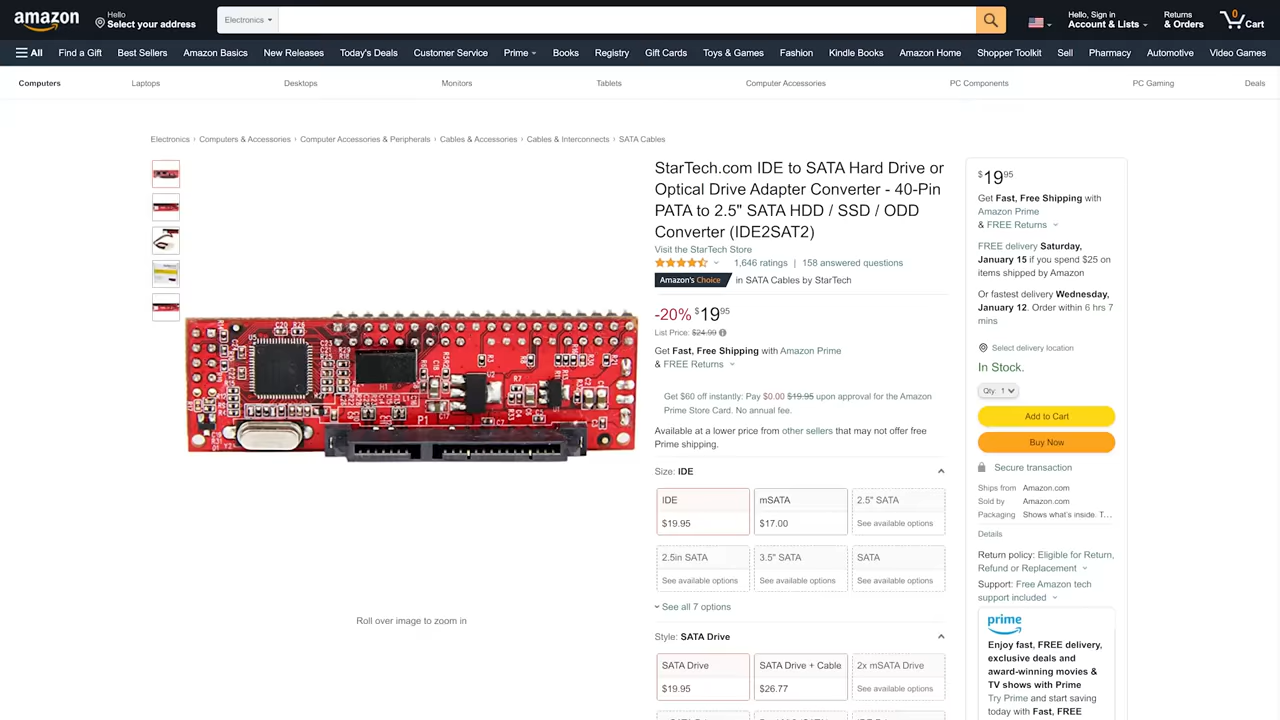 amazon
Hello
Select your address
Electronics
Hello, Sign in
Account & Lists
Returns
& Orders
0
Cart
All
Find a Gift
Best Sellers
Amazon Basics
New Releases
Today's Deals
Customer Service
Prime
Books
Registry
Gift Cards
Toys & Games
Fashion
Kindle Books
Amazon Home
Shopper Toolkit
Sell
Pharmacy
Automotive
Video Games
Computers
Laptops
Desktops
Monitors
Tablets
Computer Accessories
PC Components
PC Gaming
Deals
Electronics › Computers & Accessories › Computer Accessories & Peripherals › Cables & Accessories › Cables & Interconnects › SATA Cables
Roll over image to zoom in
StarTech.com IDE to SATA Hard Drive or
Optical Drive Adapter Converter - 40-Pin
PATA to 2.5" SATA HDD / SSD / ODD
Converter (IDE2SAT2)
Visit the StarTech Store
1,646 ratings | 158 answered questions
Amazon's Choice in SATA Cables by StarTech
-20% $19 95
List Price: $24.99
Get Fast, Free Shipping with Amazon Prime
& FREE Returns
Get $60 off instantly: Pay $0.00 $19.95 upon approval for the Amazon
Prime Store Card. No annual fee.
Available at a lower price from other sellers that may not offer free
Prime shipping.
Size: IDE
IDE
$19.95
mSATA
$17.00
2.5" SATA
See available options
2.5in SATA
See available options
3.5" SATA
See available options
SATA
See available options
See all 7 options
Style: SATA Drive
SATA Drive
$19.95
SATA Drive + Cable
$26.77
2x mSATA Drive
See available options
$19 95
Get Fast, Free Shipping with
Amazon Prime
& FREE Returns
FREE delivery Saturday,
January 15 if you spend $25 on
items shipped by Amazon
Or fastest delivery Wednesday,
January 12. Order within 6 hrs 7
mins
Select delivery location
In Stock.
Qty: 1
Add to Cart
Buy Now
Secure transaction
Ships from Amazon.com
Sold by Amazon.com
Packaging Shows what's inside. T…
Details
Return policy: Eligible for Return,
Refund or Replacement
Support: Free Amazon tech
support included
prime
Enjoy fast, FREE delivery,
exclusive deals and
award-winning movies &
TV shows with Prime
Try Prime and start saving
today with Fast, FREE